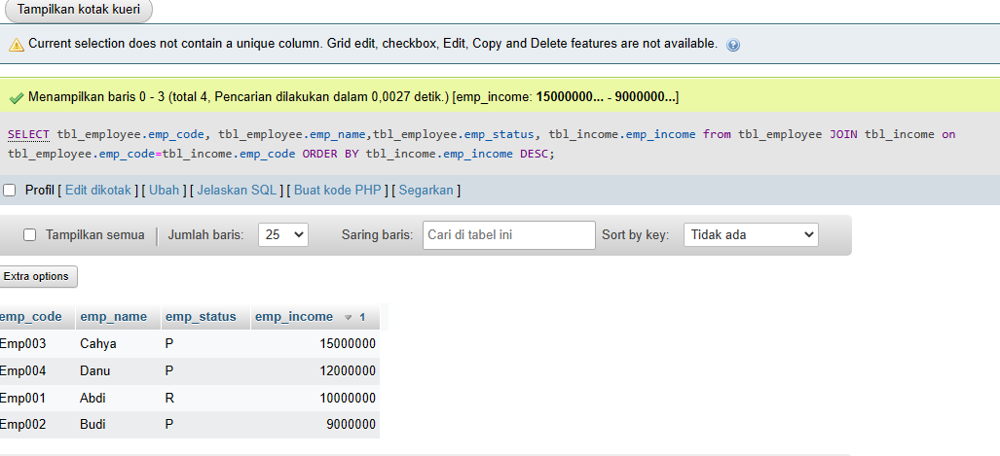 Tampilkan kotak kueri
Current selection does not contain a unique column. Grid edit, checkbox, Edit, Copy and Delete features are not available.
Menampilkan baris 0 - 3 (total 4, Pencarian dilakukan dalam 0,0027 detik.) [emp_income: 15000000... - 9000000...]
SELECT tbl_employee.emp_code, tbl_employee.emp_name,tbl_employee.emp_status, tbl_income.emp_income from tbl_employee JOIN tbl_income on
tbl_employee.emp_code=tbl_income.emp_code ORDER BY tbl_income.emp_income DESC;
Profil [ Edit dikotak ] [ Ubah ] [ Jelaskan SQL ] [ Buat kode PHP ] [ Segarkan ]
Tampilkan semua | Jumlah baris: 25 Saring baris: Cari di tabel ini Sort by key: Tidak ada
Extra options
emp_code emp_name emp_status emp_income 1
Emp003 Cahya P 15000000
Emp004 Danu P 12000000
Emp001 Abdi R 10000000
Emp002 Budi P 9000000